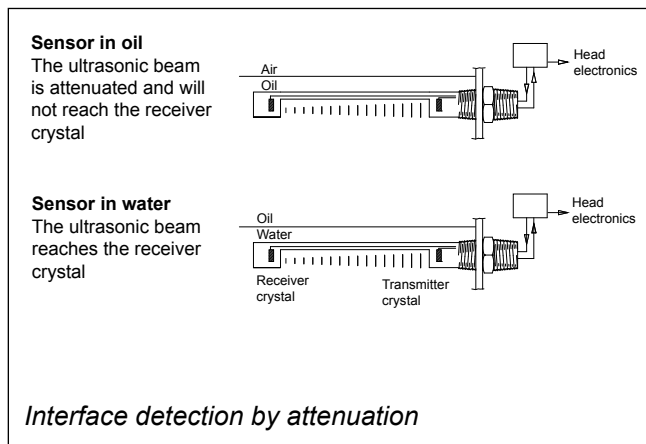 Sensor in oil
The ultrasonic beam
is attenuated and will
not reach the receiver
crystal
Air
Oil
Head
electronics
Sensor in water
The ultrasonic beam
reaches the receiver
crystal
Oil
Water
Head
electronics
Receiver
crystal
Transmitter
crystal
Interface detection by attenuation